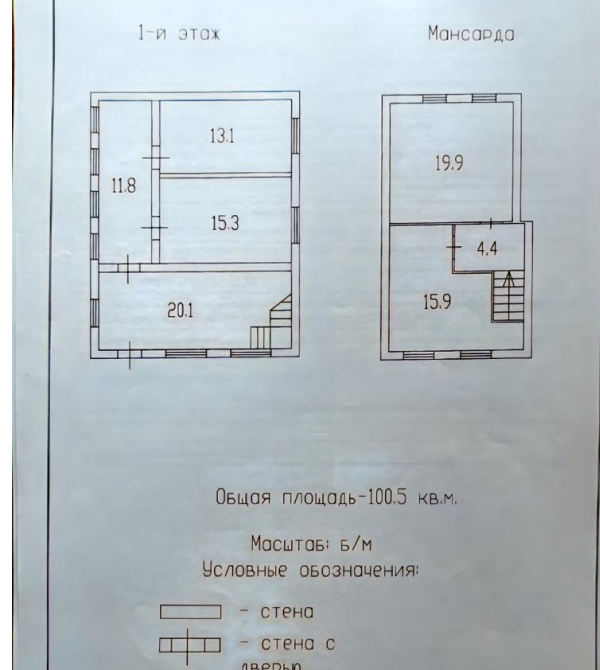 1-й этаж
Мансарда
13.1
11.8
15.3
20.1
19.9
4.4
15.9
Общая площадь-100.5 кв.м.
Масштаб: б/м
Условные обозначения:
- стена
- стена с
дверью